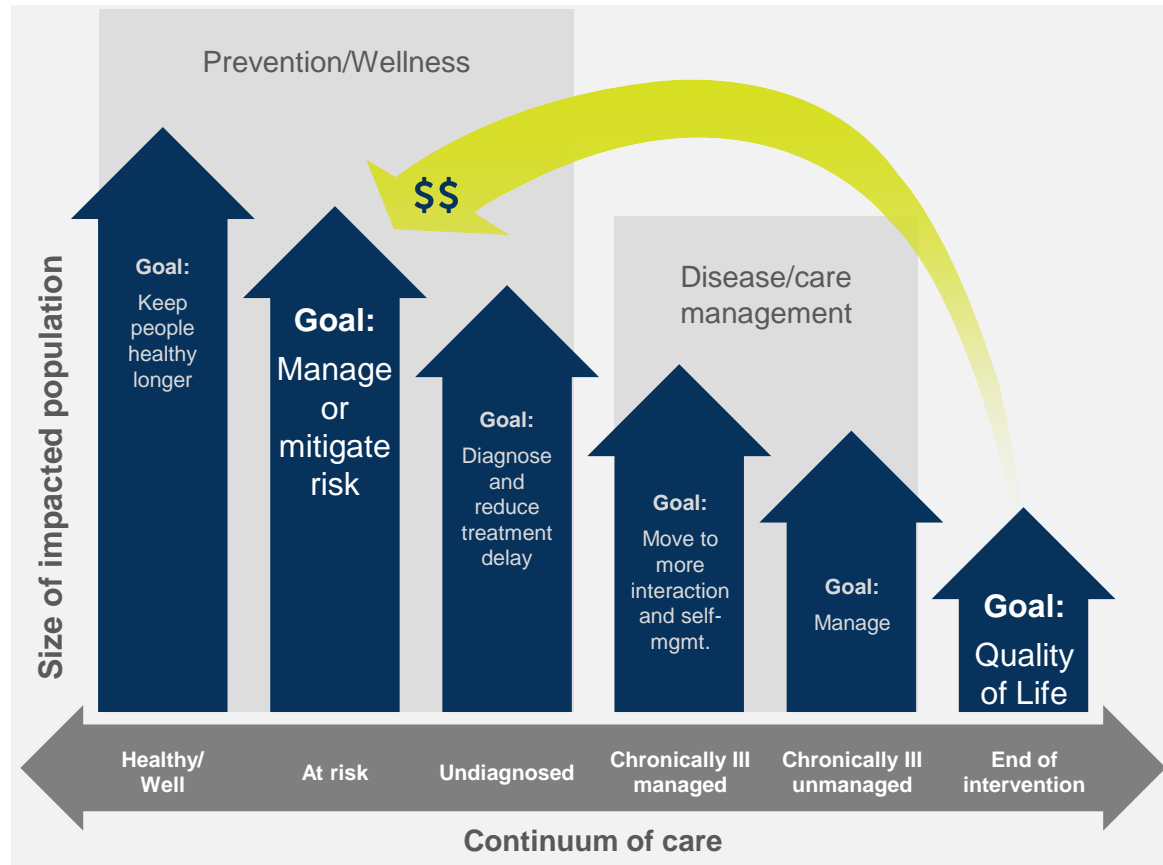 Prevention/Wellness
$$
Disease/care
management
Size of impacted population
Goal:
Keep
people
healthy
longer
Goal:
Manage
or
mitigate
risk
Goal:
Diagnose
and
reduce
treatment
delay
Goal:
Move to
more
interaction
and self-
mgmt.
Goal:
Manage
Goal:
Quality
of Life
Healthy/
Well
At risk
Undiagnosed
Chronically Ill
managed
Chronically Ill
unmanaged
End of
intervention
Continuum of care